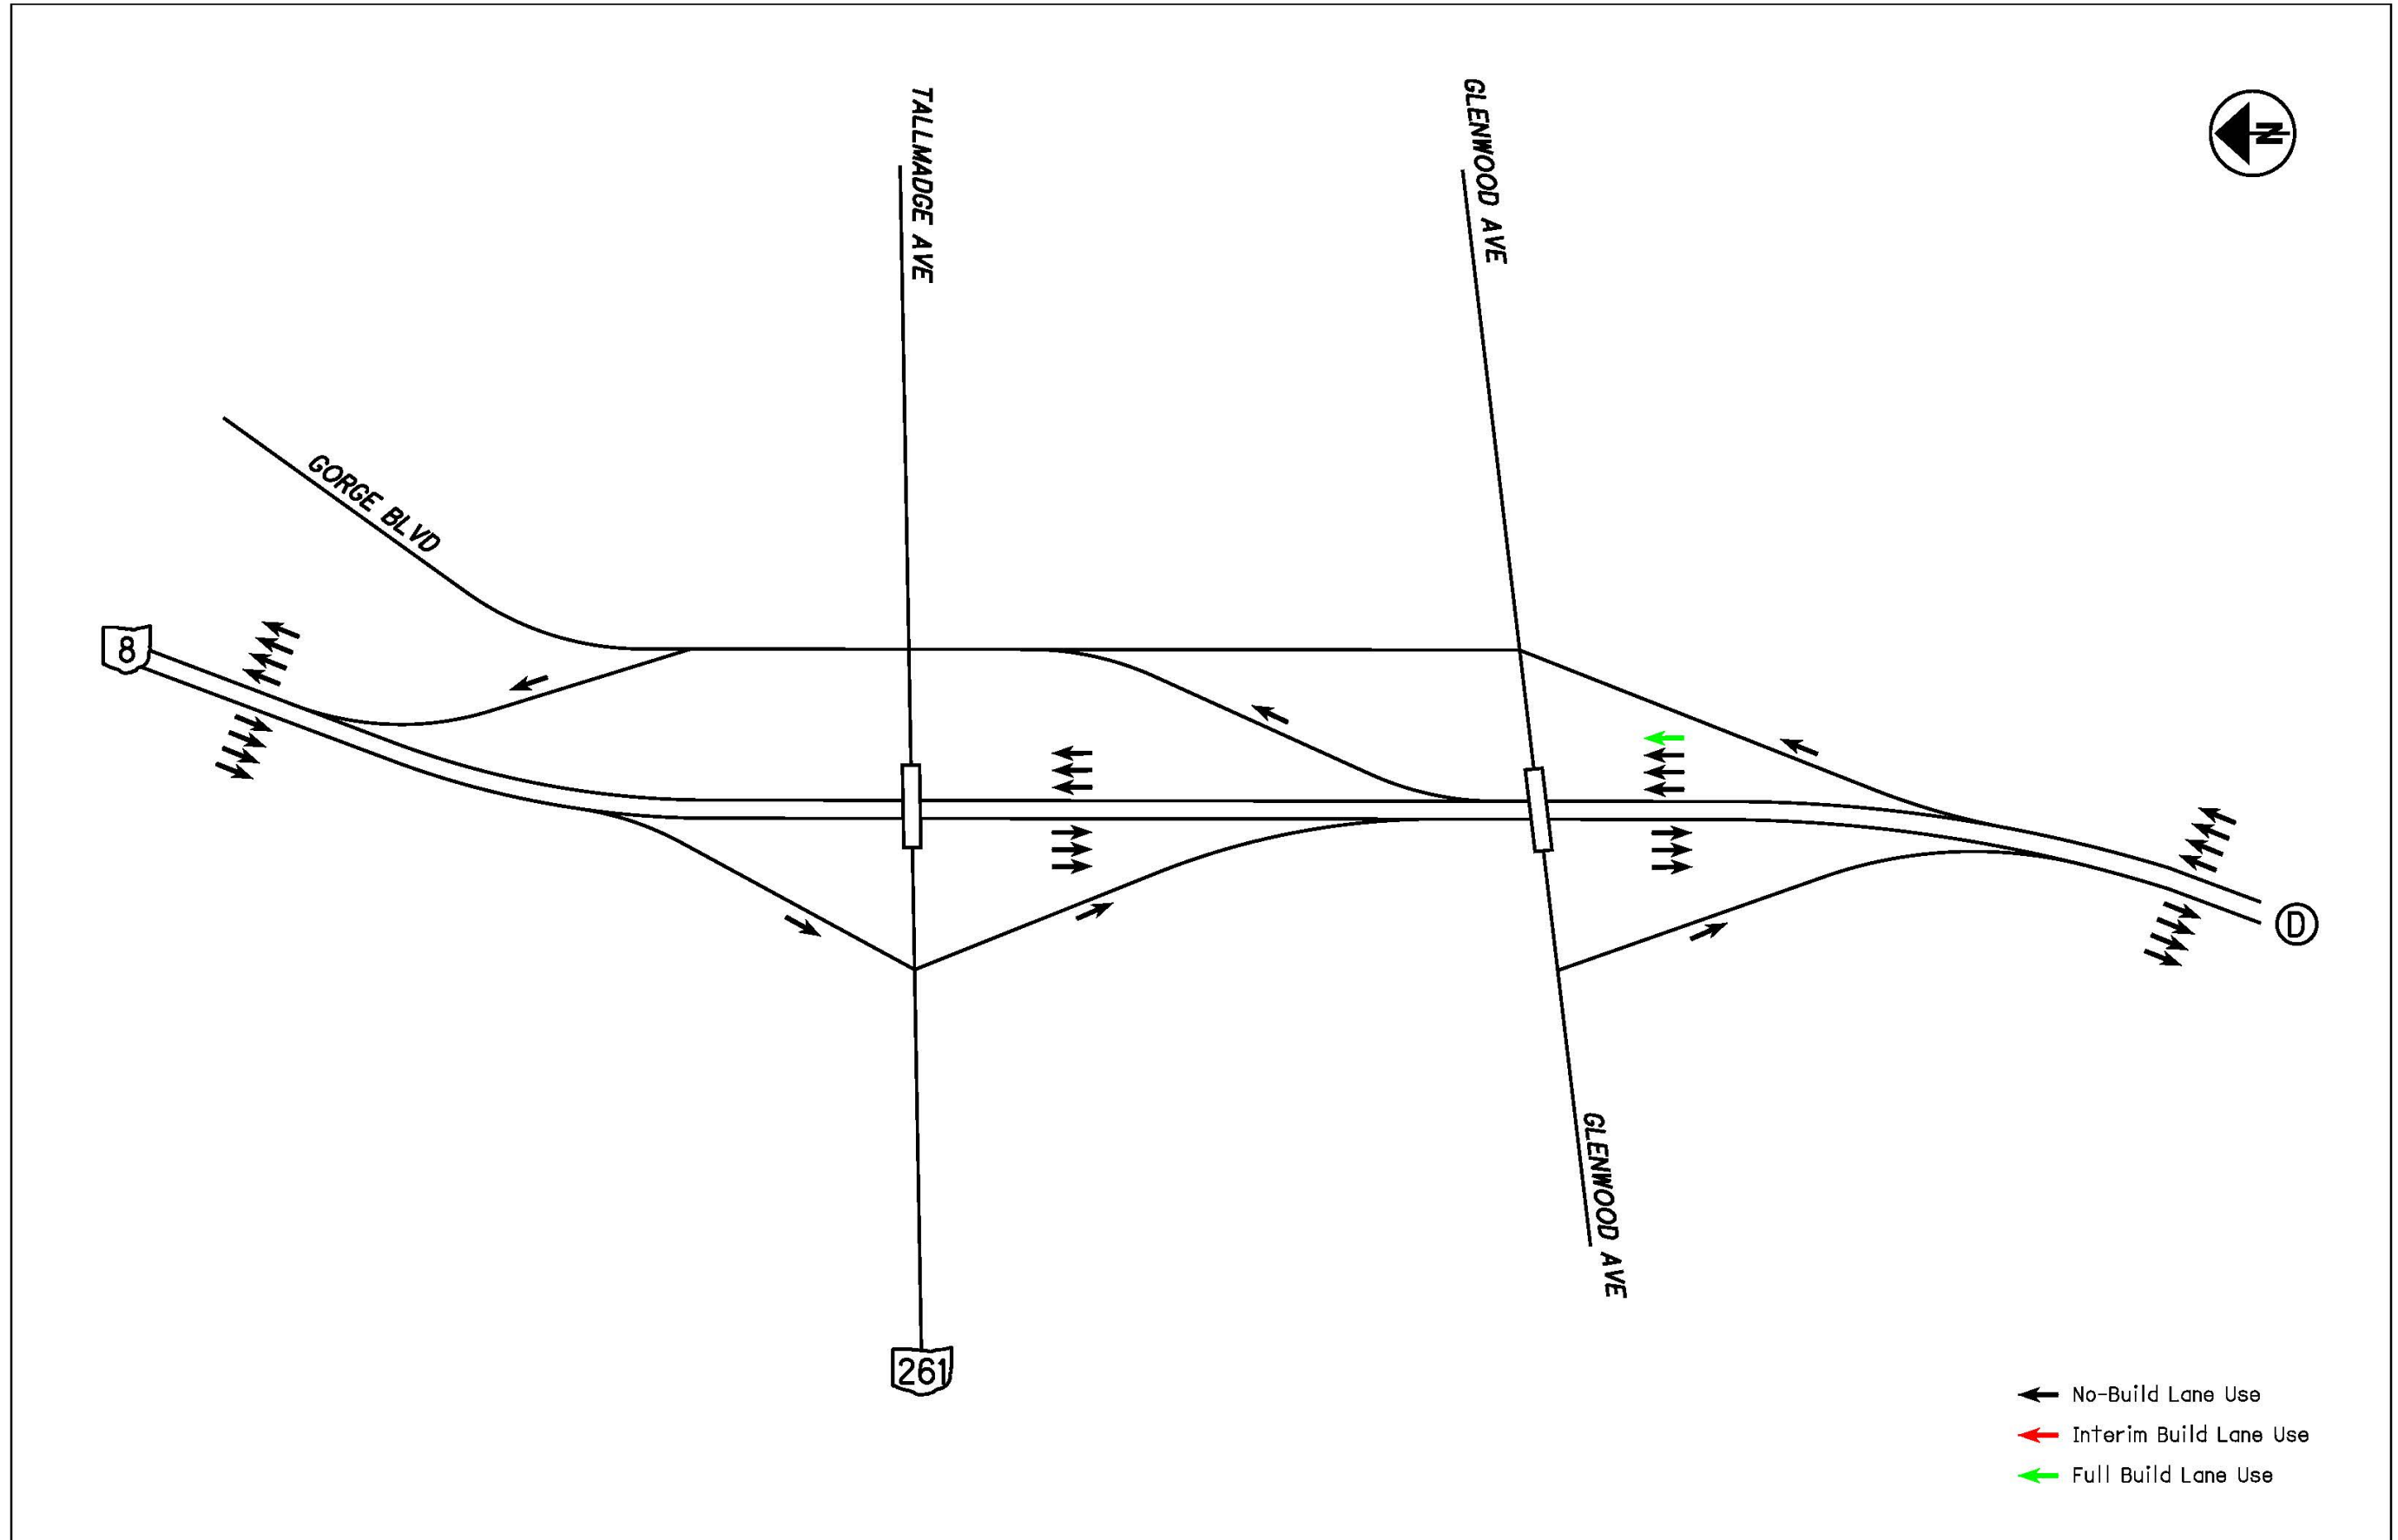 TALLMADGE AVE
GLENWOOD AVE
N
GORGE BLVD
8
D
GLENWOOD AVE
261
No-Build Lane Use
Interim Build Lane Use
Full Build Lane Use